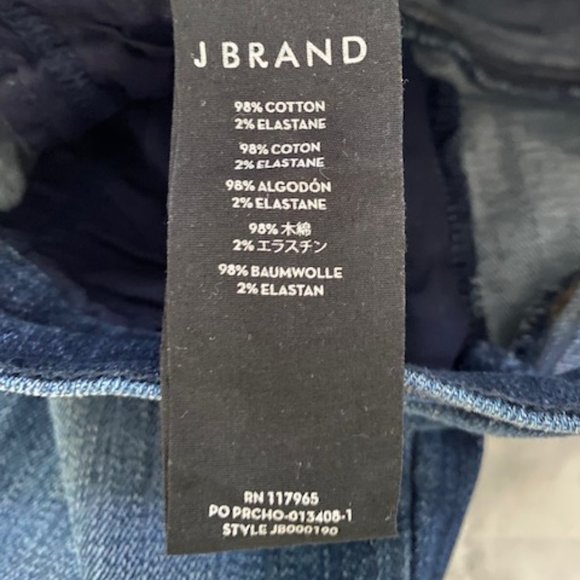 J BRAND
98% COTTON
2% ELASTANE
98% COTON
2% ELASTANE
98% ALGODÓN
2% ELASTANE
98% 木綿
2% エラスチン
98% BAUMWOLLE
2% ELASTAN
RN 117965
PO PRCHO-013408-1
STYLE JB000190